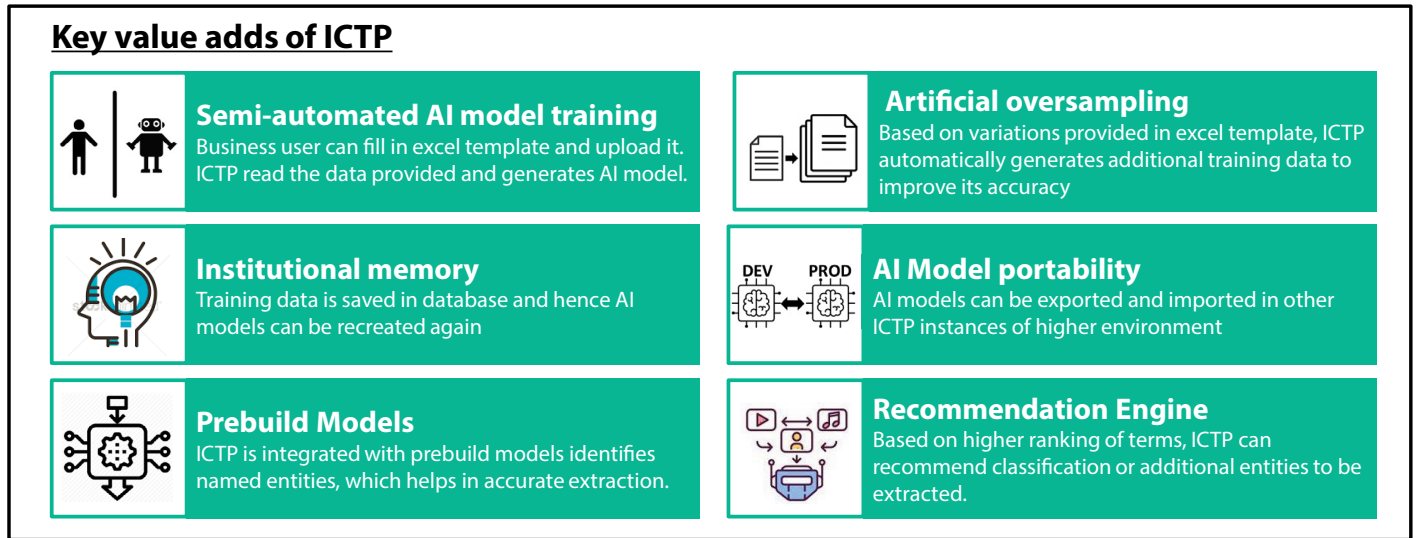 Key value adds of ICTP
Semi-automated AI model training
Business user can fill in excel template and upload it.
ICTP read the data provided and generates AI model.
Artificial oversampling
Based on variations provided in excel template, ICTP
automatically generates additional training data to
improve its accuracy
Institutional memory
Training data is saved in database and hence AI
models can be recreated again
DEV PROD
AI Model portability
AI models can be exported and imported in other
ICTP instances of higher environment
Prebuild Models
ICTP is integrated with prebuild models identifies
named entities, which helps in accurate extraction.
Recommendation Engine
Based on higher ranking of terms, ICTP can
recommend classification or additional entities to be
extracted.